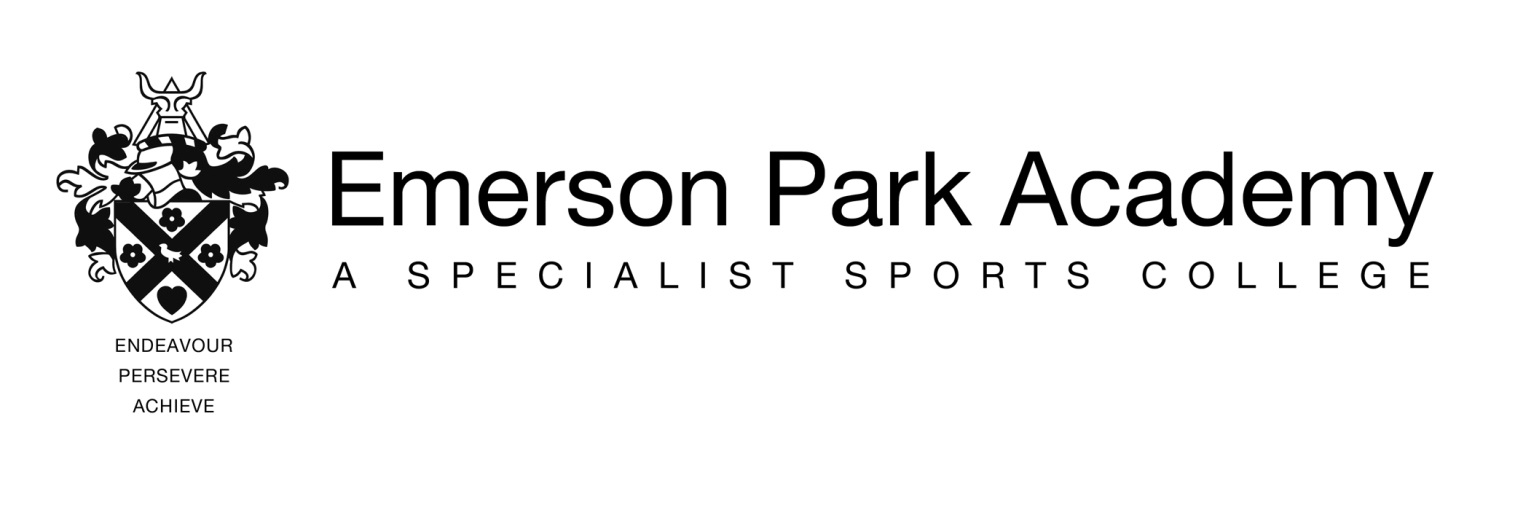 Emerson Park Academy
A SPECIALIST SPORTS COLLEGE
ENDEAVOUR
PERSEVERE
ACHIEVE